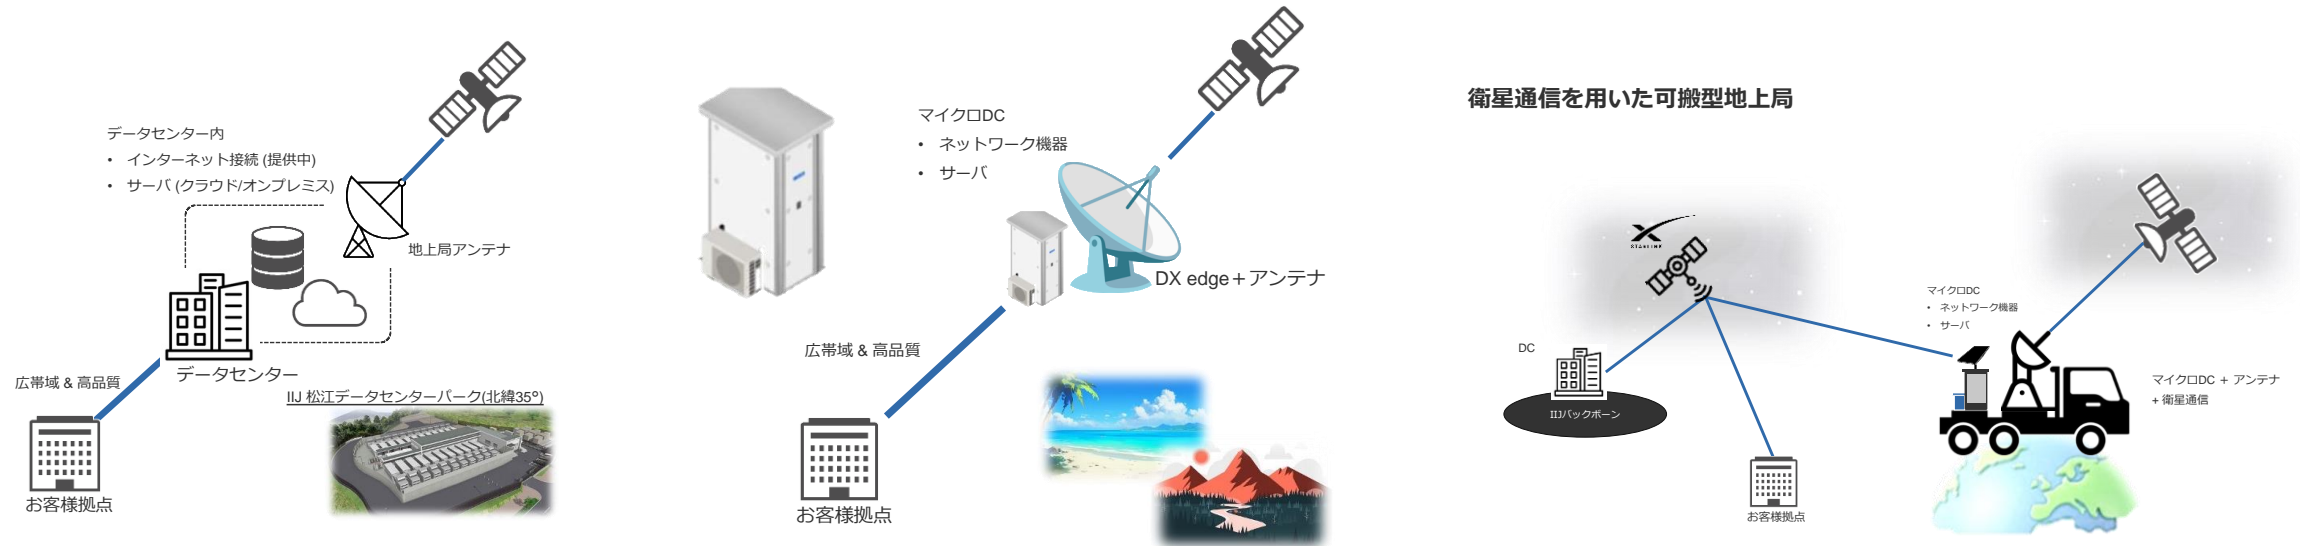 データセンター内
• インターネット接続 (提供中)
• サーバ (クラウド/オンプレミス)
地上局アンテナ
データセンター
広帯域 & 高品質
IIJ 松江データセンターパーク(北緯35°)
お客様拠点
マイクロDC
• ネットワーク機器
• サーバ
DX edge＋アンテナ
広帯域 & 高品質
お客様拠点
衛星通信を用いた可搬型地上局
STARLINK
マイクロDC
• ネットワーク機器
• サーバ
DC
IIJバックボーン
マイクロDC ＋ アンテナ
+ 衛星通信
お客様拠点